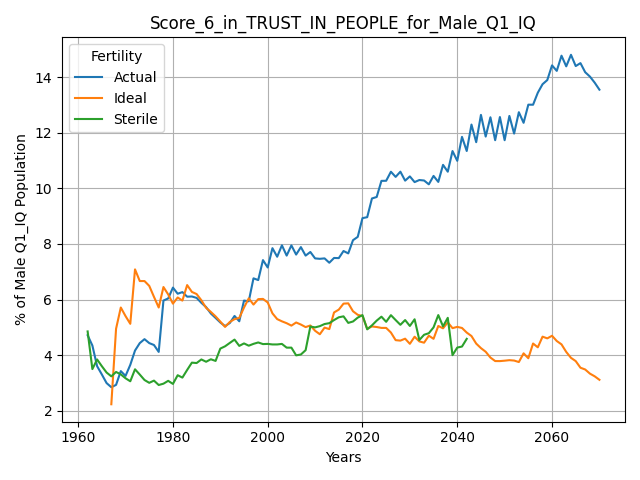 Score_6_in_TRUST_IN_PEOPLE_for_Male_Q1_IQ
Fertility
Actual
Ideal
Sterile
% of Male Q1_IQ Population
14
12
10
8
6
4
2
1960 1980 2000 2020 2040 2060
Years